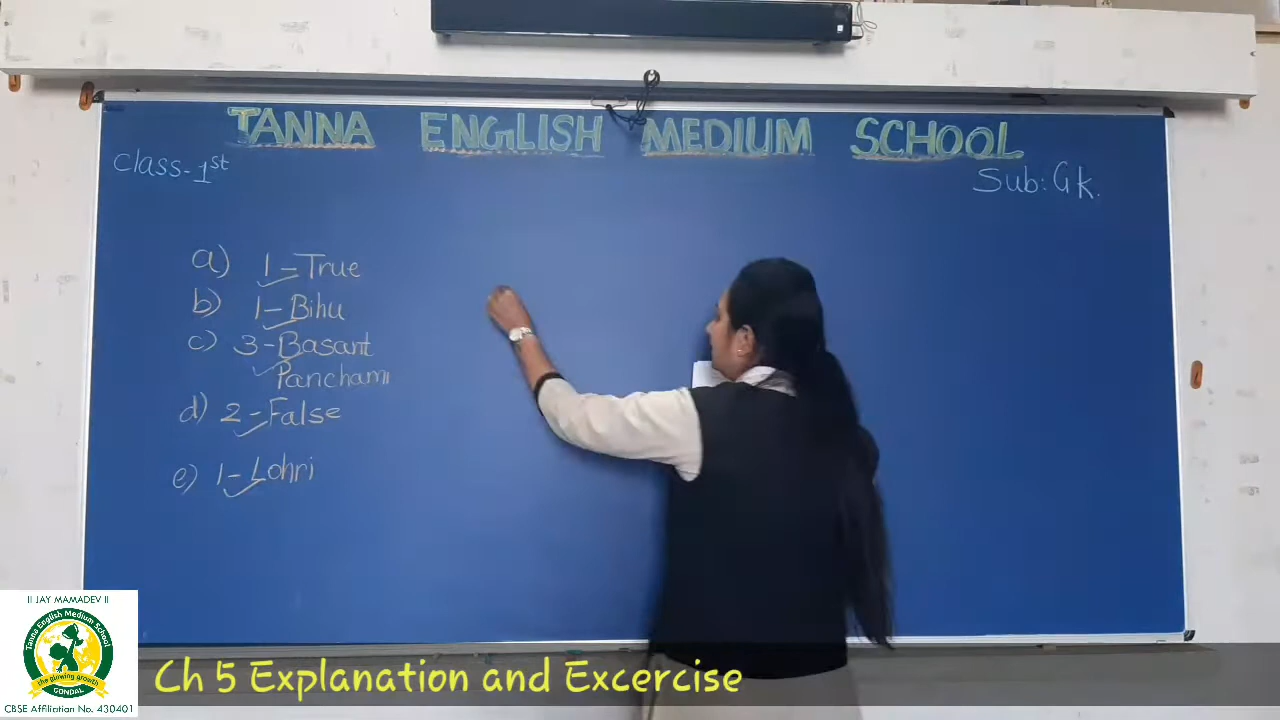 TANNA ENGLISH MEDIUM SCHOOL
Class-1st
Sub: Gk.
a) 1-True
b) 1-Bihu
c) 3-Basant
Panchami
d) 2-False
e) 1-Lohri
II JAY MAMADEV II
Tanna English Medium School
the glowing growth
GONDAL
CBSE Affiliation No. 430401
Ch 5 Explanation and Excercise